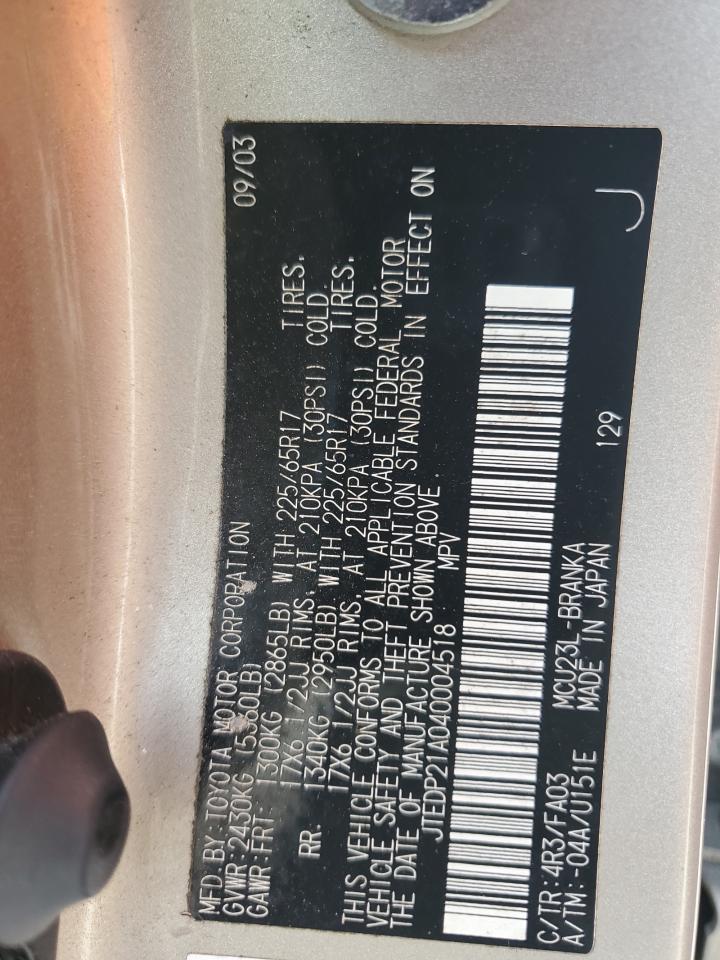 MFD. BY: TOYOTA MOTOR CORPORATION 09/03
GVWR: 2430KG (5360LB)
GAWR: FRT: 1300KG (2865LB) WITH 225/65R17 TIRES,
17X6 1/2JJ RIMS, AT 210KPA (30PSI) COLD.
RR. 1340KG (2950LB) WITH 225/65R17 TIRES,
17X6 1/2JJ RIMS, AT 210KPA (30PSI) COLD.
THIS VEHICLE CONFORMS TO ALL APPLICABLE FEDERAL MOTOR
VEHICLE SAFETY AND THEFT PREVENTION STANDARDS IN EFFECT ON
THE DATE OF MANUFACTURE SHOWN ABOVE.
JTEDP21A040004518 MPV
C/TR: 4R3/FA03 MCU23L-BRANKA 129 J
A/TM: -04A/U151E MADE IN JAPAN